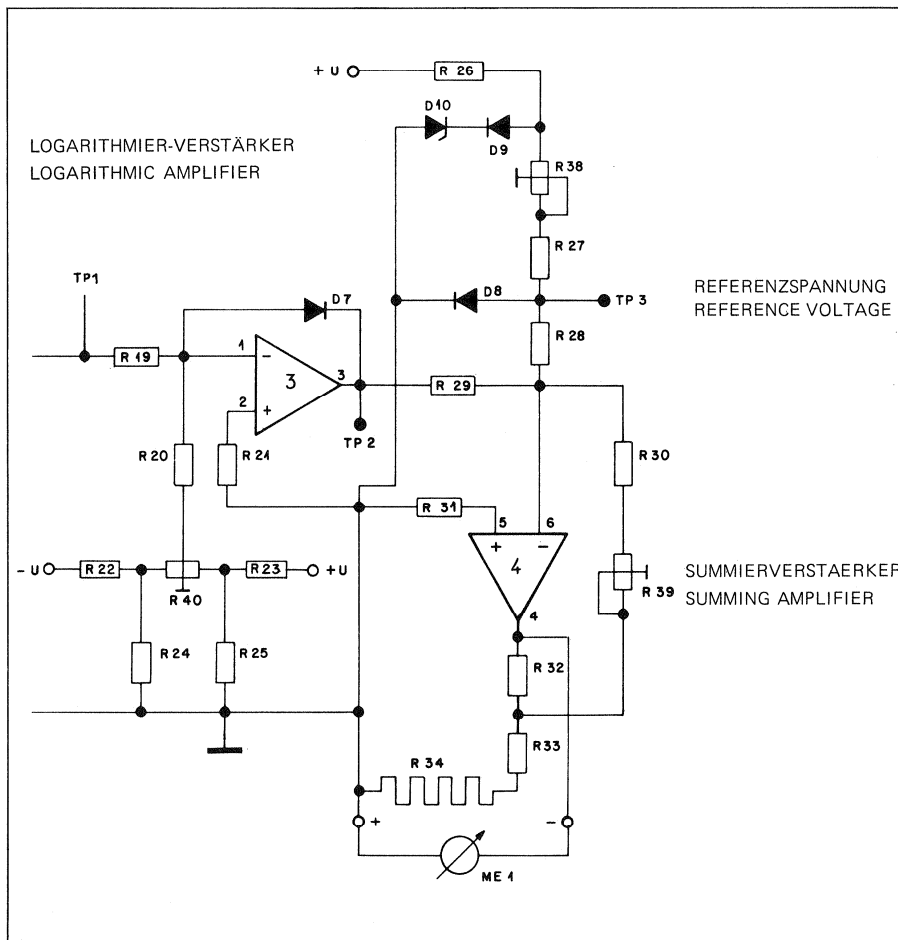 + U
R 26
D10
D9
LOGARITHMIER-VERSTÄRKER
LOGARITHMIC AMPLIFIER
R 38
R 27
TP1
D7
D8
TP 3
REFERENZSPANNUNG
REFERENCE VOLTAGE
R 28
R 19
1
-
3
3
R 29
2
+
TP 2
R 20
R 21
R 30
R 31
5
6
+
-
4
- U
R 22
R 23
+U
R 40
R 39
SUMMIERVERSTAERKER
SUMMING AMPLIFIER
4
R 24
R 25
R 32
R33
R 34
+
-
ME 1